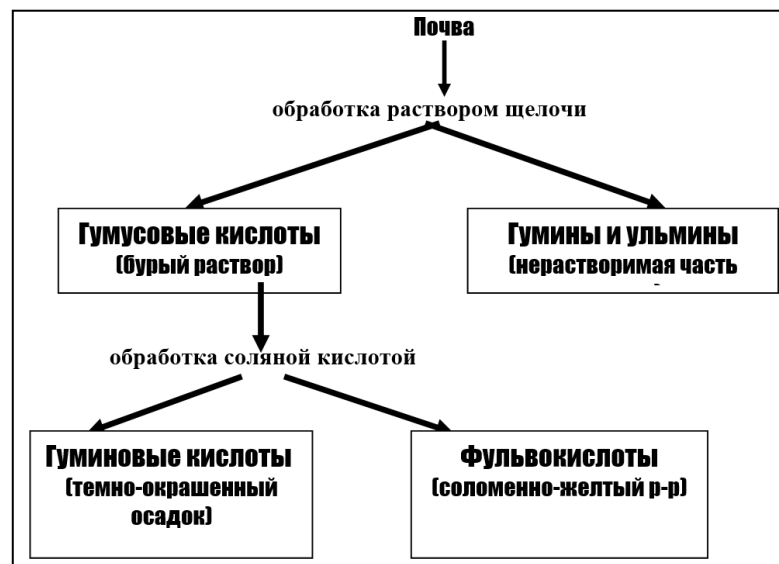 Почва
обработка раствором щелочи
Гумусовые кислоты
(бурый раствор)
Гумины и ульмины
(нерастворимая часть
обработка соляной кислотой
Гуминовые кислоты
(темно-окрашенный
осадок)
Фульвокислоты
(соломенно-желтый р-р)